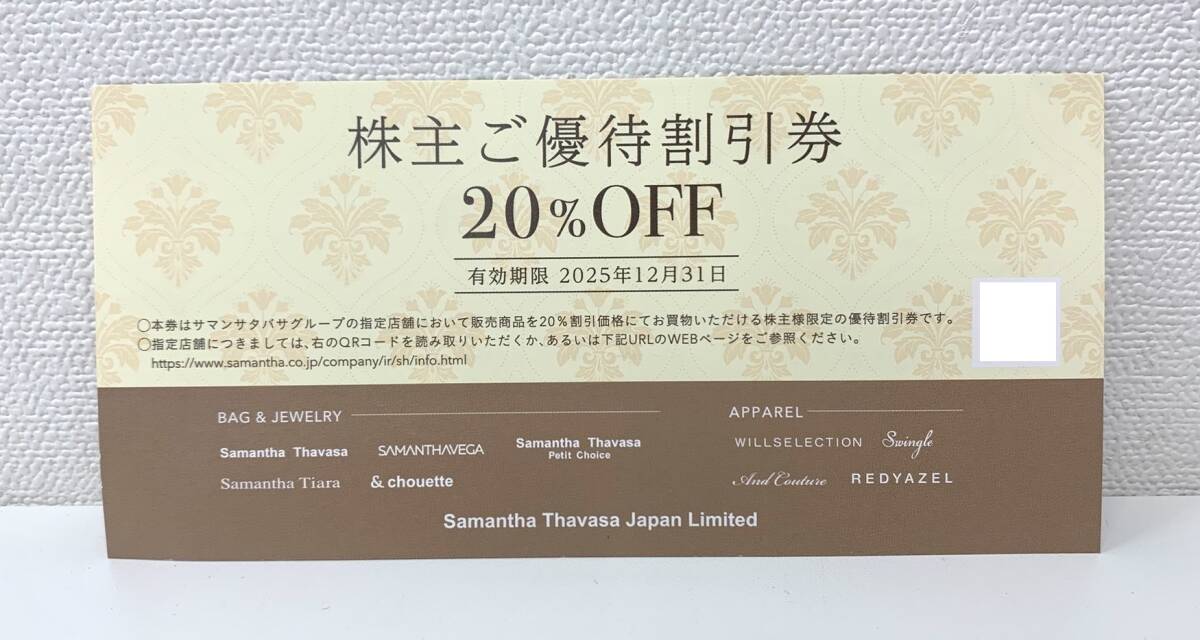 株主ご優待割引券
20%OFF
有効期限 2025年12月31日
○本券はサマンサタバサグループの指定店舗において販売商品を20%割引価格にてお買物いただける株主様限定の優待割引券です。
○指定店舗につきましては、右のQRコードを読み取りいただくか、あるいは下記URLのWEBページをご参照ください。
https://www.samantha.co.jp/company/ir/sh/info.html
BAG & JEWELRY
Samantha Thavasa SAMANTHAVEGA Samantha Thavasa Petit Choice
Samantha Tiara & chouette
APPAREL
WILLSELECTION Swingle
And Couture REDYAZEL
Samantha Thavasa Japan Limited